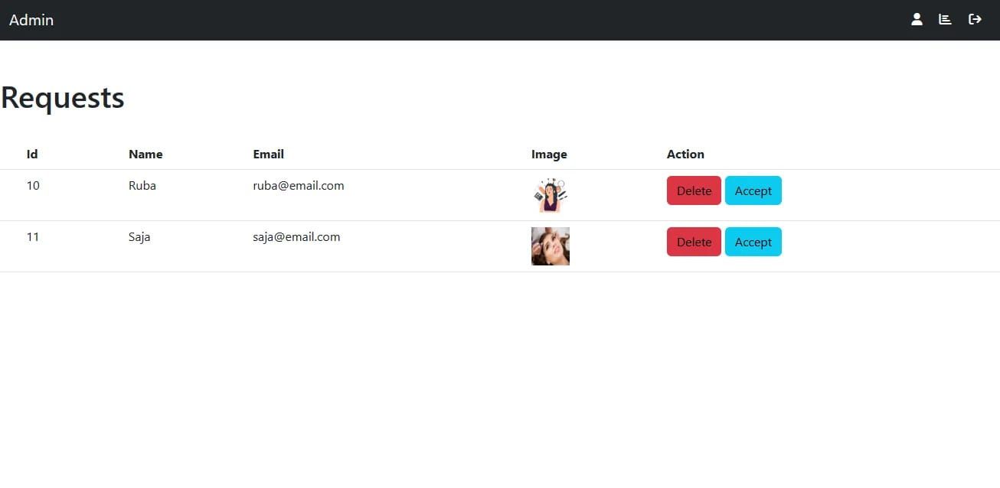 Admin
Requests
Id Name Email Image Action
10 Ruba ruba@email.com Delete Accept
11 Saja saja@email.com Delete Accept